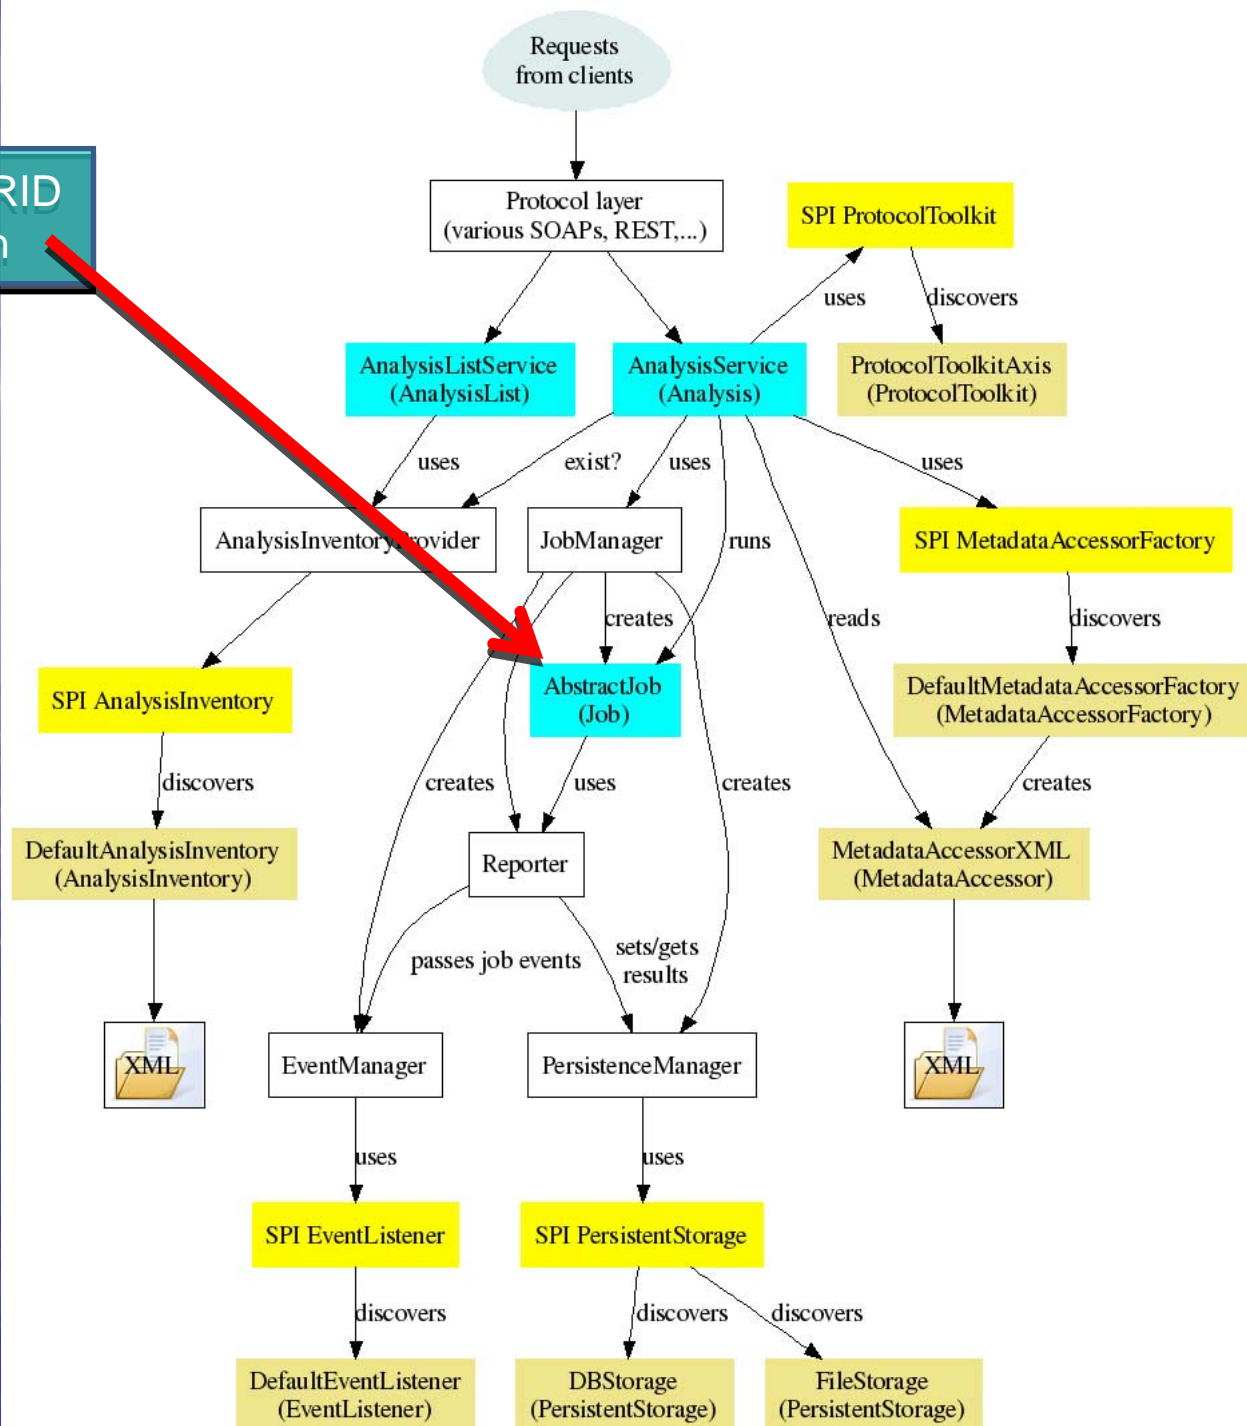 Requests
from clients
RID
n
Protocol layer
(various SOAPs, REST,...)
SPI ProtocolToolkit
uses
discovers
AnalysisListService
(AnalysisList)
AnalysisService
(Analysis)
ProtocolToolkitAxis
(ProtocolToolkit)
uses
exist?
uses
uses
AnalysisInventoryProvider
JobManager
runs
SPI MetadataAccessorFactory
creates
reads
discovers
SPI AnalysisInventory
AbstractJob
(Job)
DefaultMetadataAccessorFactory
(MetadataAccessorFactory)
discovers
creates
uses
creates
creates
DefaultAnalysisInventory
(AnalysisInventory)
Reporter
MetadataAccessorXML
(MetadataAccessor)
passes job events
sets/gets
results
XML
EventManager
PersistenceManager
XML
uses
uses
SPI EventListener
SPI PersistentStorage
discovers
discovers
discovers
DefaultEventListener
(EventListener)
DBStorage
(PersistentStorage)
FileStorage
(PersistentStorage)